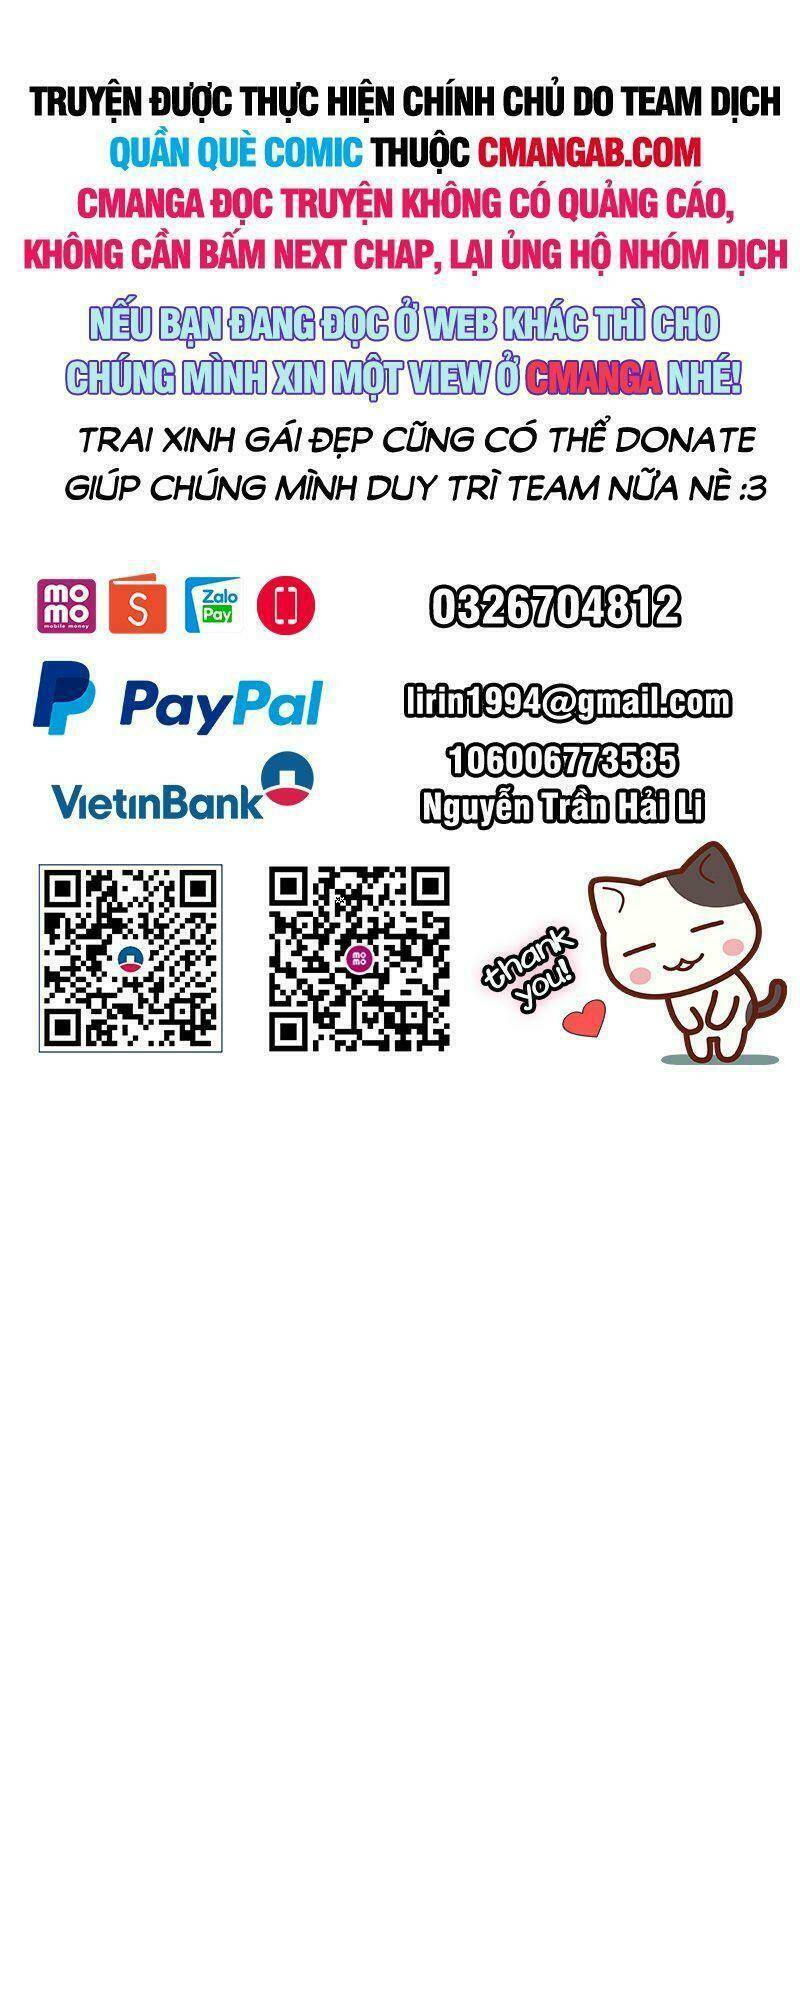 TRUYỆN ĐƯỢC THỰC HIỆN CHÍNH CHỦ DO TEAM DỊCH
QUẦN QUÈ COMIC THUỘC CMANGAB.COM
CMANGA ĐỌC TRUYỆN KHÔNG CÓ QUẢNG CÁO,
KHÔNG CẦN BẤM NEXT CHAP, LẠI ỦNG HỘ NHÓM DỊCH
NẾU BẠN ĐANG ĐỌC Ở WEB KHÁC THÌ CHO
CHÚNG MÌNH XIN MỘT VIEW Ở CMANGA NHÉ!
TRAI XINH GÁI ĐẸP CŨNG CÓ THỂ DONATE
GIÚP CHÚNG MÌNH DUY TRÌ TEAM NỮA NÈ :3
mo
mo
mobile money
S
Zalo
Pay
0326704812
PayPal
lirin1994@gmail.com
VietinBank
106006773585
Nguyễn Trần Hải Li
mo
mo
thank
you!